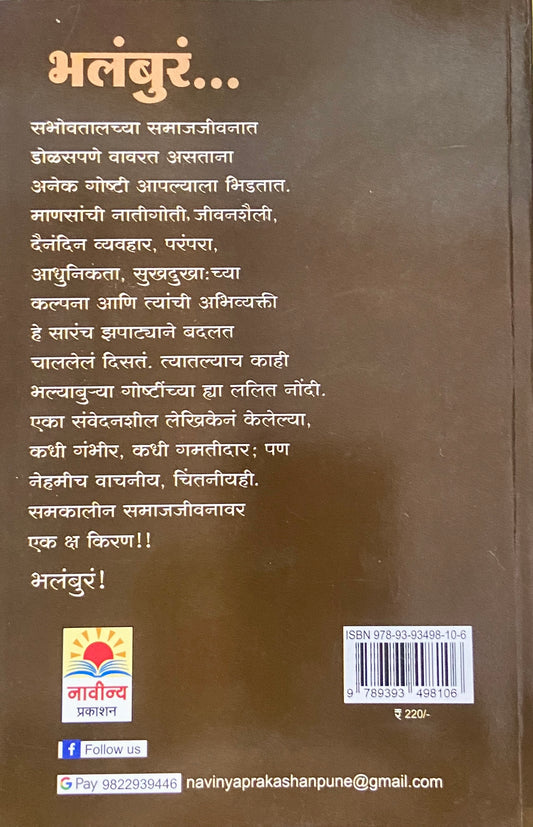 भलंबुरं...
सभोवतालच्या समाजजीवनात
डोळसपणे वावरत असताना
अनेक गोष्टी आपल्याला भिडतात.
माणसांची नातीगोती, जीवनशैली,
दैनंदिन व्यवहार, परंपरा,
आधुनिकता, सुखदुखाःच्या
कल्पना आणि त्यांची अभिव्यक्ती
हे सारंच झपाट्याने बदलत
चाललेलं दिसतं. त्यातल्याच काही
भल्याबुऱ्या गोष्टींच्या ह्या ललित नोंदी.
एका संवेदनशील लेखिकेनं केलेल्या,
कधी गंभीर, कधी गमतीदार; पण
नेहमीच वाचनीय, चिंतनीयही.
समकालीन समाजजीवनावर
एक क्ष किरण!!
भलंबुरं!
नावीन्य
प्रकाशन
ISBN 978-93-93498-10-6
9 789393 498106
₹ 220/-
f Follow us
G Pay 9822939446 navinyaprakashanpune@gmail.com